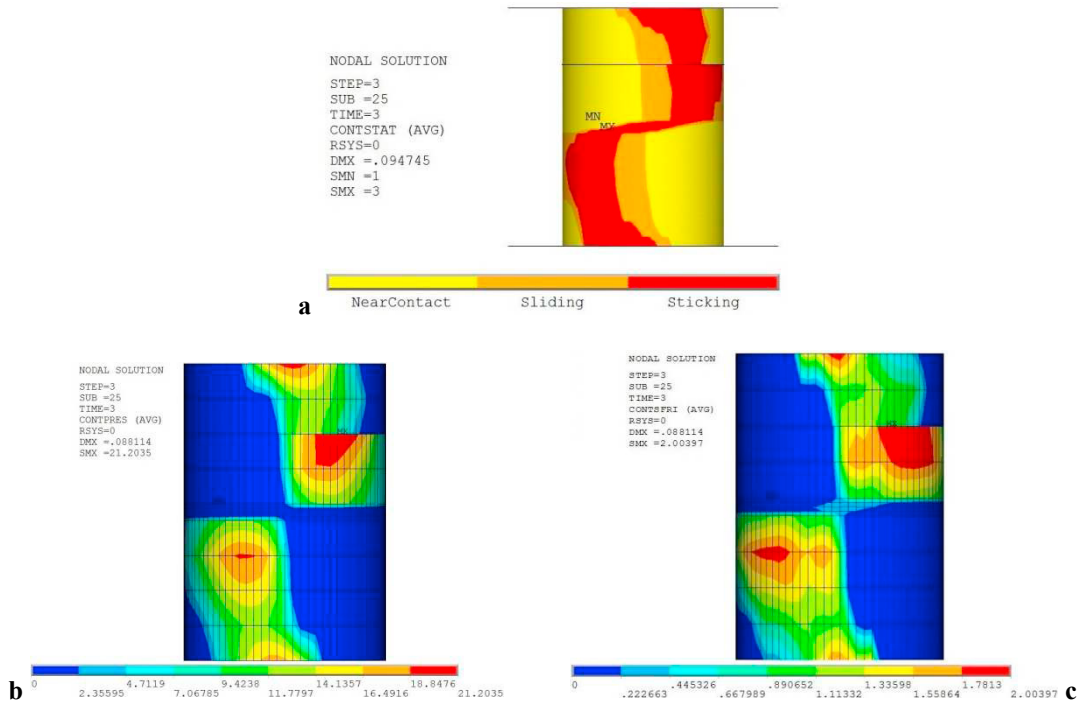 NODAL SOLUTION
STEP=3
SUB =25
TIME=3
CONTSTAT (AVG)
RSYS=0
DMX =.094745
SMN =1
SMX =3
MN
MX
NearContact Sliding Sticking
a
NODAL SOLUTION
STEP=3
SUB =25
TIME=3
CONTPRES (AVG)
RSYS=0
DMX =.088114
SMX =21.2035
0 4.7119 9.4238 14.1357 18.8476
2.35595 7.06785 11.7797 16.4916 21.2035
b
NODAL SOLUTION
STEP=3
SUB =25
TIME=3
CONTSFRI (AVG)
RSYS=0
DMX =.088114
SMX =2.00397
0 .445326 .890652 1.33598 1.7813
.222663 .667989 1.11332 1.55864 2.00397
c